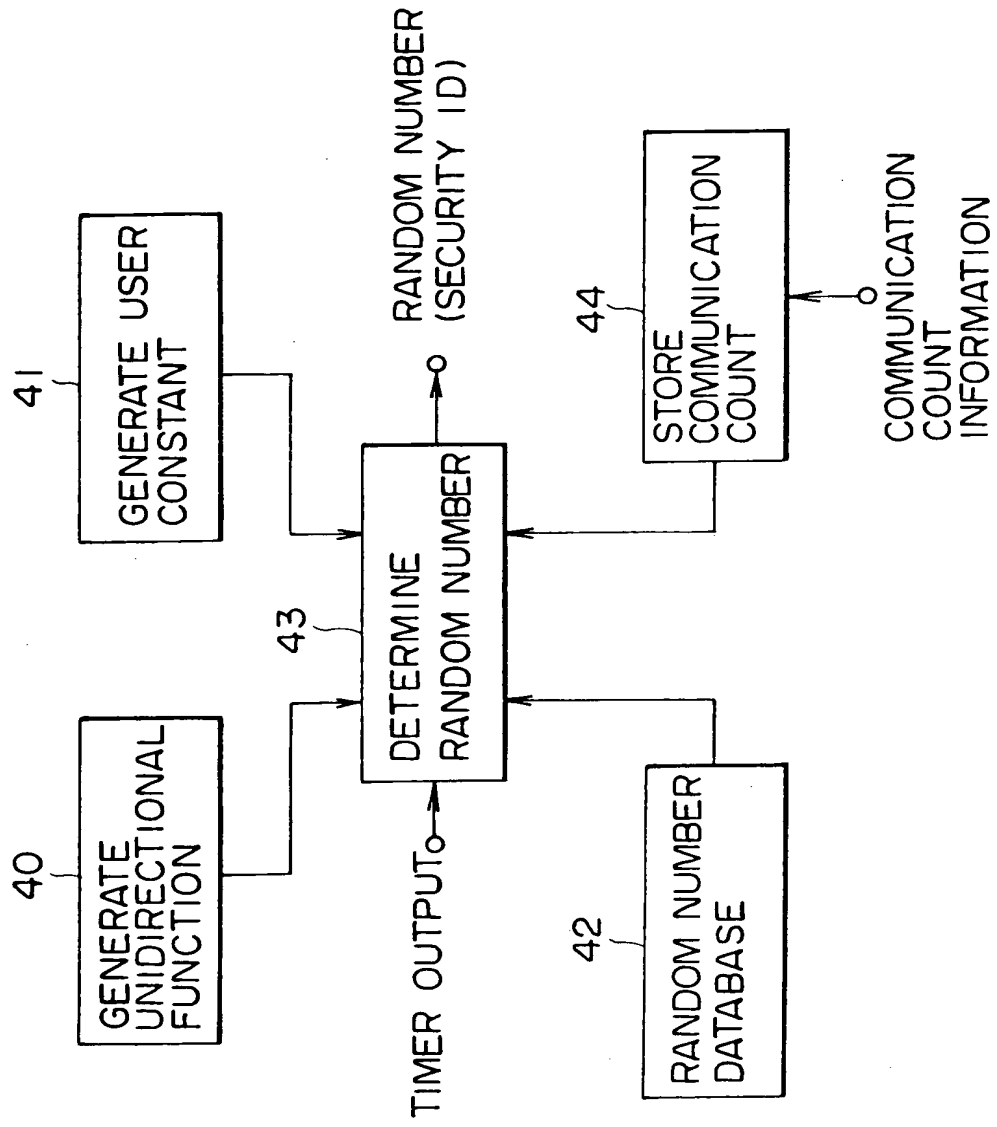 40
GENERATE
UNIDIRECTIONAL
FUNCTION
41
GENERATE USER
CONSTANT
TIMER OUTPUT
43
DETERMINE
RANDOM NUMBER
RANDOM NUMBER
(SECURITY ID)
42
RANDOM NUMBER
DATABASE
44
STORE
COMMUNICATION
COUNT
COMMUNICATION
COUNT
INFORMATION